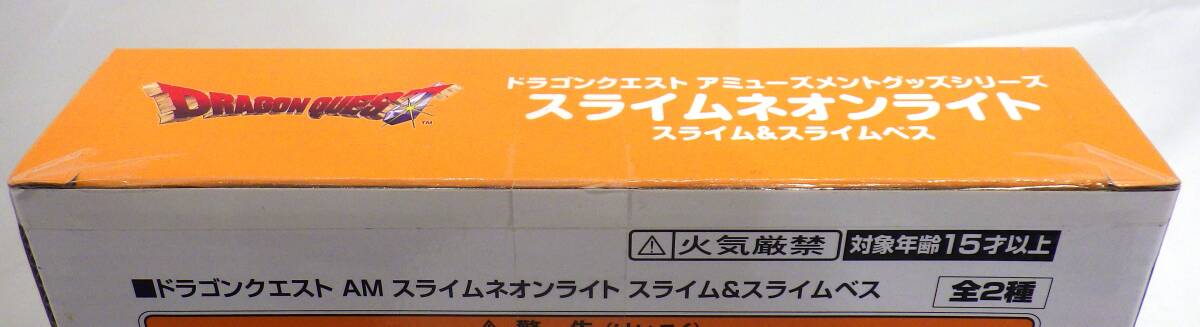 DRAGON QUEST
TM
ドラゴンクエスト アミューズメントグッズシリーズ
スライムネオンライト
スライム&スライムベス
火気厳禁
対象年齢15才以上
■ドラゴンクエスト AM スライムネオンライト スライム&スライムベス
全2種